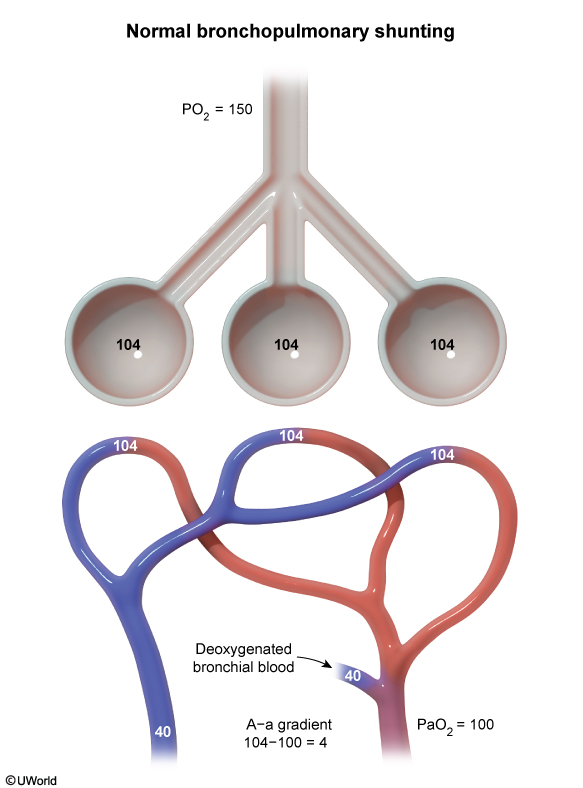 Normal bronchopulmonary shunting
PO2 = 150
104
104
104
104
104
104
Deoxygenated
bronchial blood
40
40
A−a gradient
104−100 = 4
PaO2 = 100
©UWorld